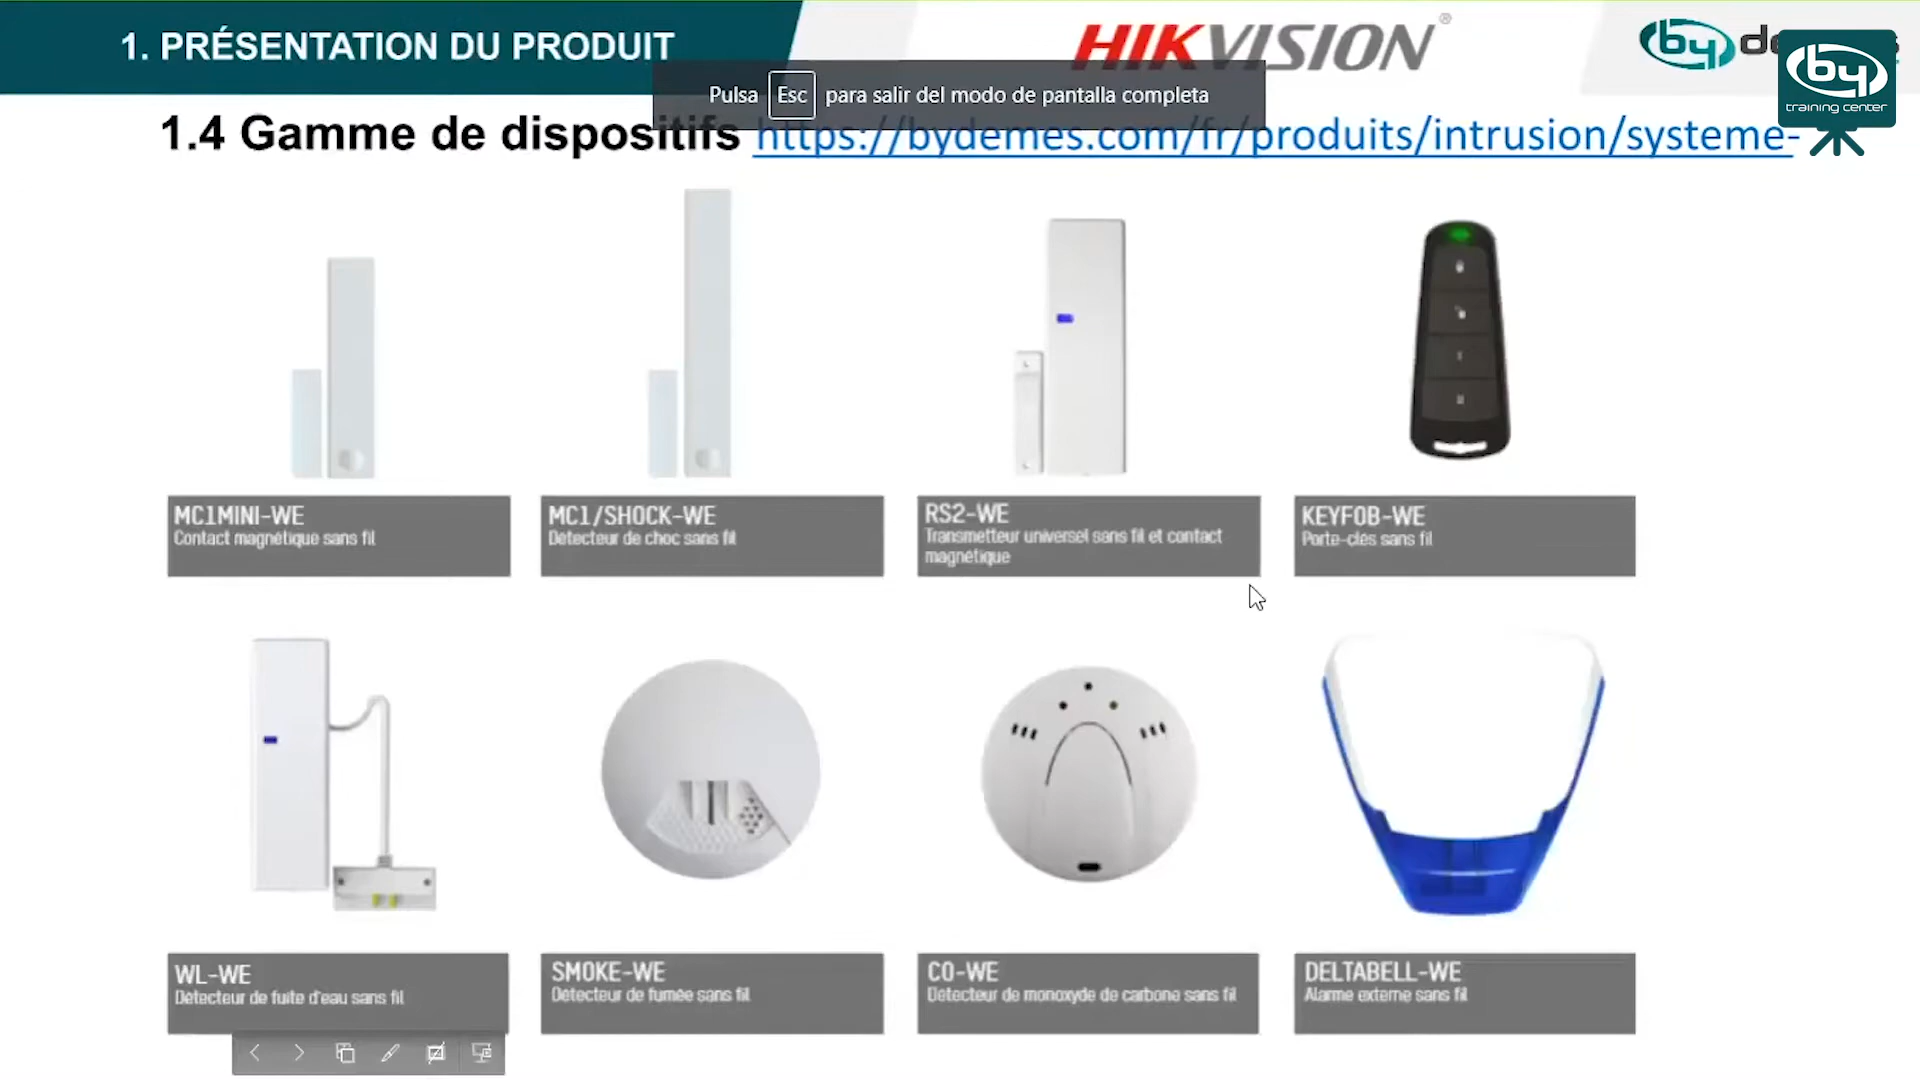 1. PRÉSENTATION DU PRODUIT
HIKVISION®
by de
by
training center
Pulsa Esc para salir del modo de pantalla completa
1.4 Gamme de dispositifs https://bydemes.com/fr/produits/intrusion/systeme-
MC1MINI-WE
Contact magnétique sans fil
MC1/SHOCK-WE
Détecteur de choc sans fil
RS2-WE
Transmetteur universel sans fil et contact
magnétique
KEYFOB-WE
Porte-clés sans fil
WL-WE
Détecteur de fuite d'eau sans fil
SMOKE-WE
Détecteur de fumée sans fil
CO-WE
Détecteur de monoxyde de carbone sans fil
DELTABELL-WE
Alarme externe sans fil